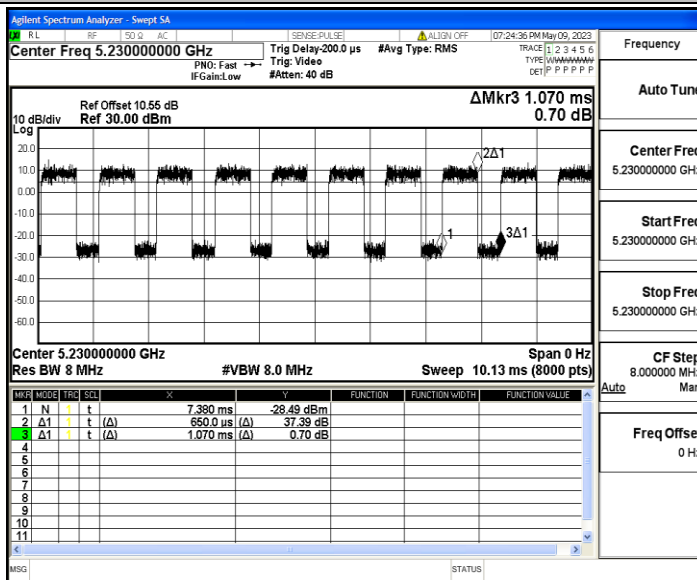 Agilent Spectrum Analyzer - Swept SA
LXI RL RF 50 Ω AC SENSE:PULSE ALIGN OFF 07:24:36 PM May 09, 2023
Center Freq 5.230000000 GHz Trig Delay-200.0 µs #Avg Type: RMS TRACE 1 2 3 4 5 6
PNO: Fast Trig: Video TYPE WWWWWW
IFGain:Low #Atten: 40 dB DET P P P P P P
ΔMkr3 1.070 ms
Ref Offset 10.55 dB
10 dB/div Ref 30.00 dBm 0.70 dB
Log
20.0
2Δ1
10.0
0.00
-10.0
1 3Δ1
-20.0
-30.0
-40.0
-50.0
-60.0
Center 5.230000000 GHz Span 0 Hz
Res BW 8 MHz #VBW 8.0 MHz Sweep 10.13 ms (8000 pts)
MKR MODE TRC SCL X Y FUNCTION FUNCTION WIDTH FUNCTION VALUE
1 N 1 t 7.380 ms -28.49 dBm
2 Δ1 1 t (Δ) 650.0 µs (Δ) 37.39 dB
3 Δ1 1 t (Δ) 1.070 ms (Δ) 0.70 dB
4
5
6
7
8
9
10
11
MSG STATUS
Frequency
Auto Tune
Center Freq
5.230000000 GHz
Start Freq
5.230000000 GHz
Stop Freq
5.230000000 GHz
CF Step
8.000000 MHz
Auto Man
Freq Offset
0 Hz